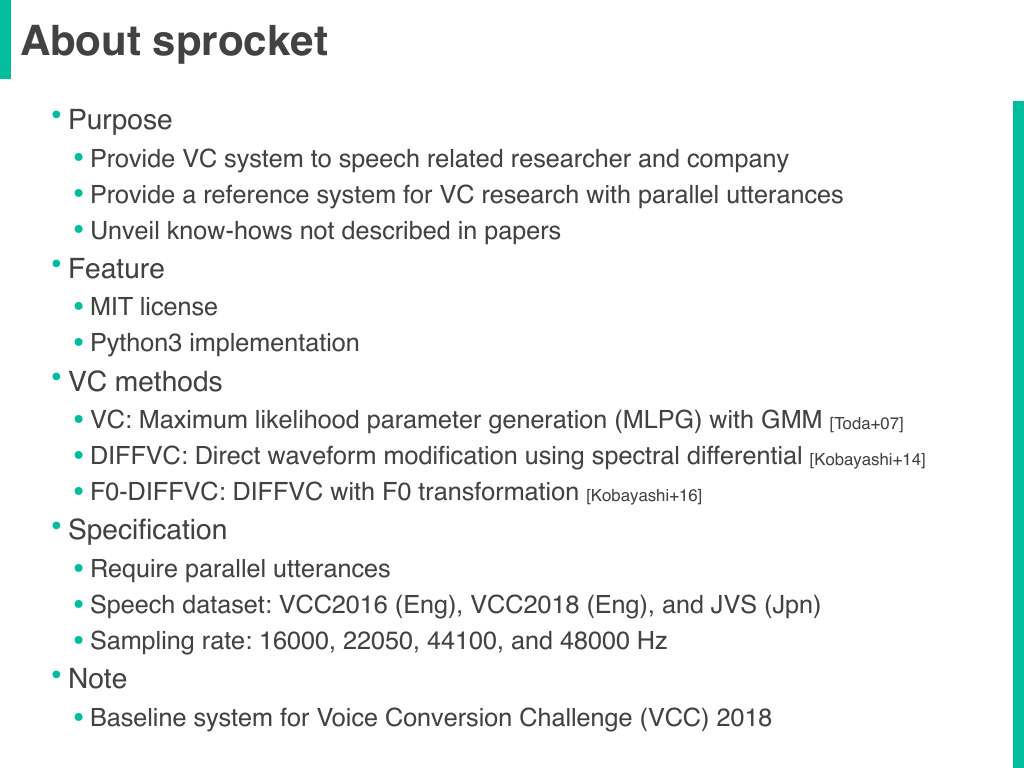 About sprocket
• Purpose
• Provide VC system to speech related researcher and company
• Provide a reference system for VC research with parallel utterances
• Unveil know-hows not described in papers
• Feature
• MIT license
• Python3 implementation
• VC methods
• VC: Maximum likelihood parameter generation (MLPG) with GMM [Toda+07]
• DIFFVC: Direct waveform modification using spectral differential [Kobayashi+14]
• F0-DIFFVC: DIFFVC with F0 transformation [Kobayashi+16]
• Specification
• Require parallel utterances
• Speech dataset: VCC2016 (Eng), VCC2018 (Eng), and JVS (Jpn)
• Sampling rate: 16000, 22050, 44100, and 48000 Hz
• Note
• Baseline system for Voice Conversion Challenge (VCC) 2018